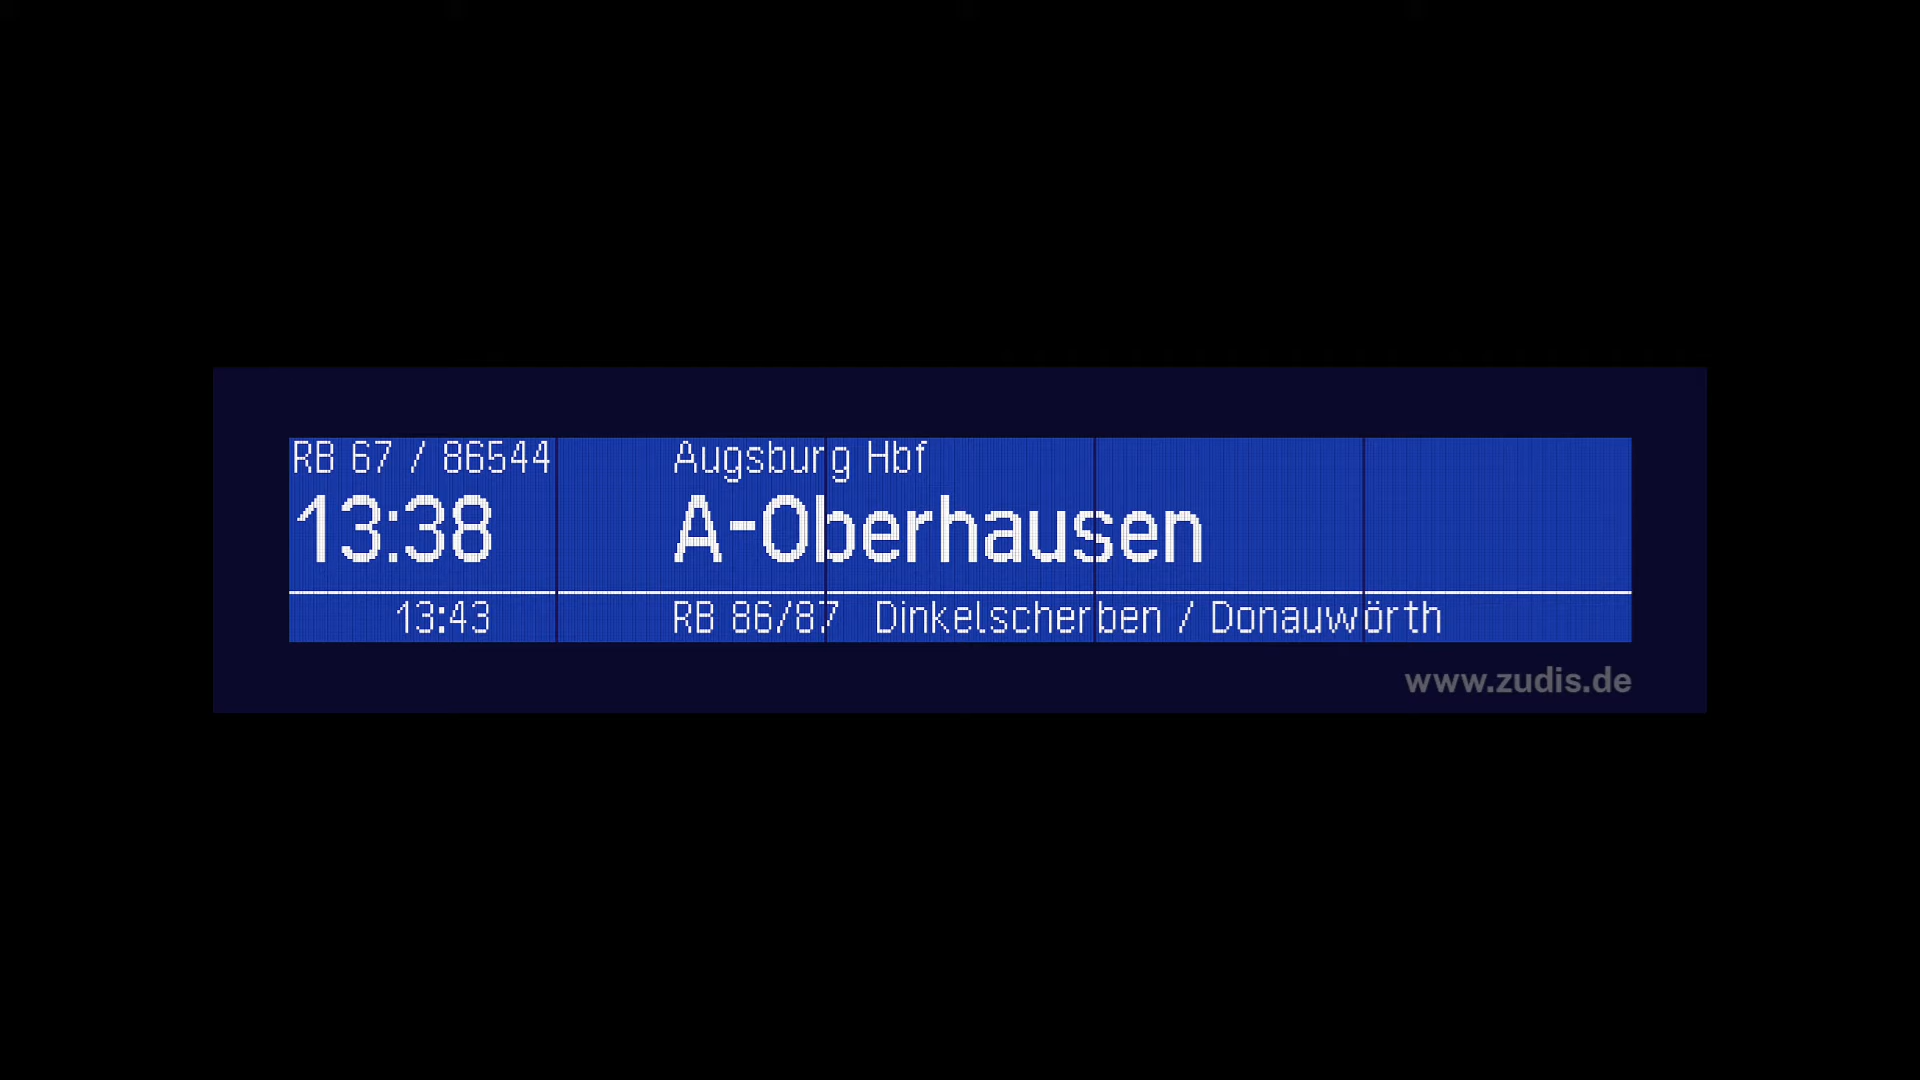 RB 67 / 86544 Augsburg Hbf
13:38 A-Oberhausen
13:43 RB 86/87 Dinkelscherben / Donauwörth
www.zudis.de